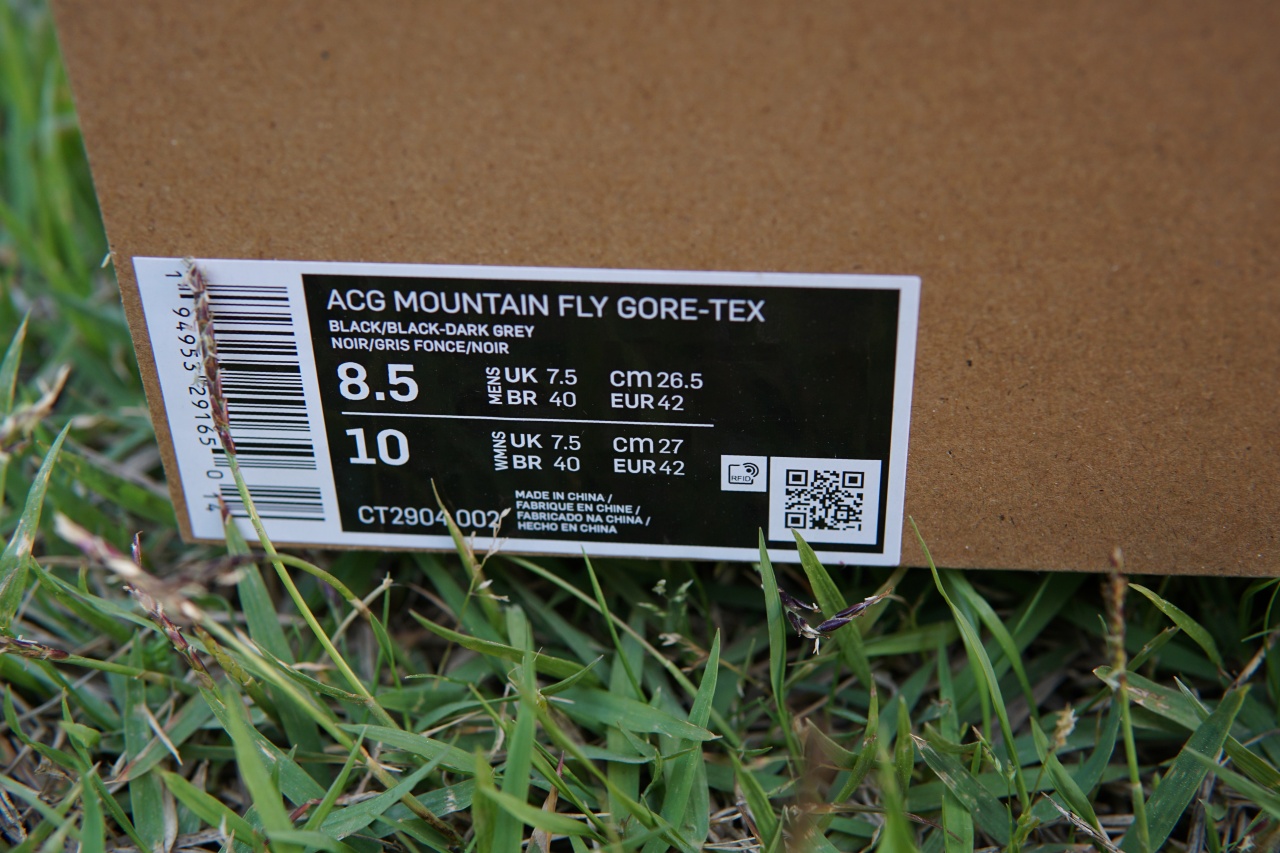 ACG MOUNTAIN FLY GORE-TEX
BLACK/BLACK-DARK GREY
NOIR/GRIS FONCE/NOIR
8.5 MENS UK 7.5 cm 26.5
BR 40 EUR 42
10 WMNS UK 7.5 cm 27
BR 40 EUR 42
RFID
CT2904 002
MADE IN CHINA /
FABRIQUE EN CHINE /
FABRICADO NA CHINA /
HECHO EN CHINA